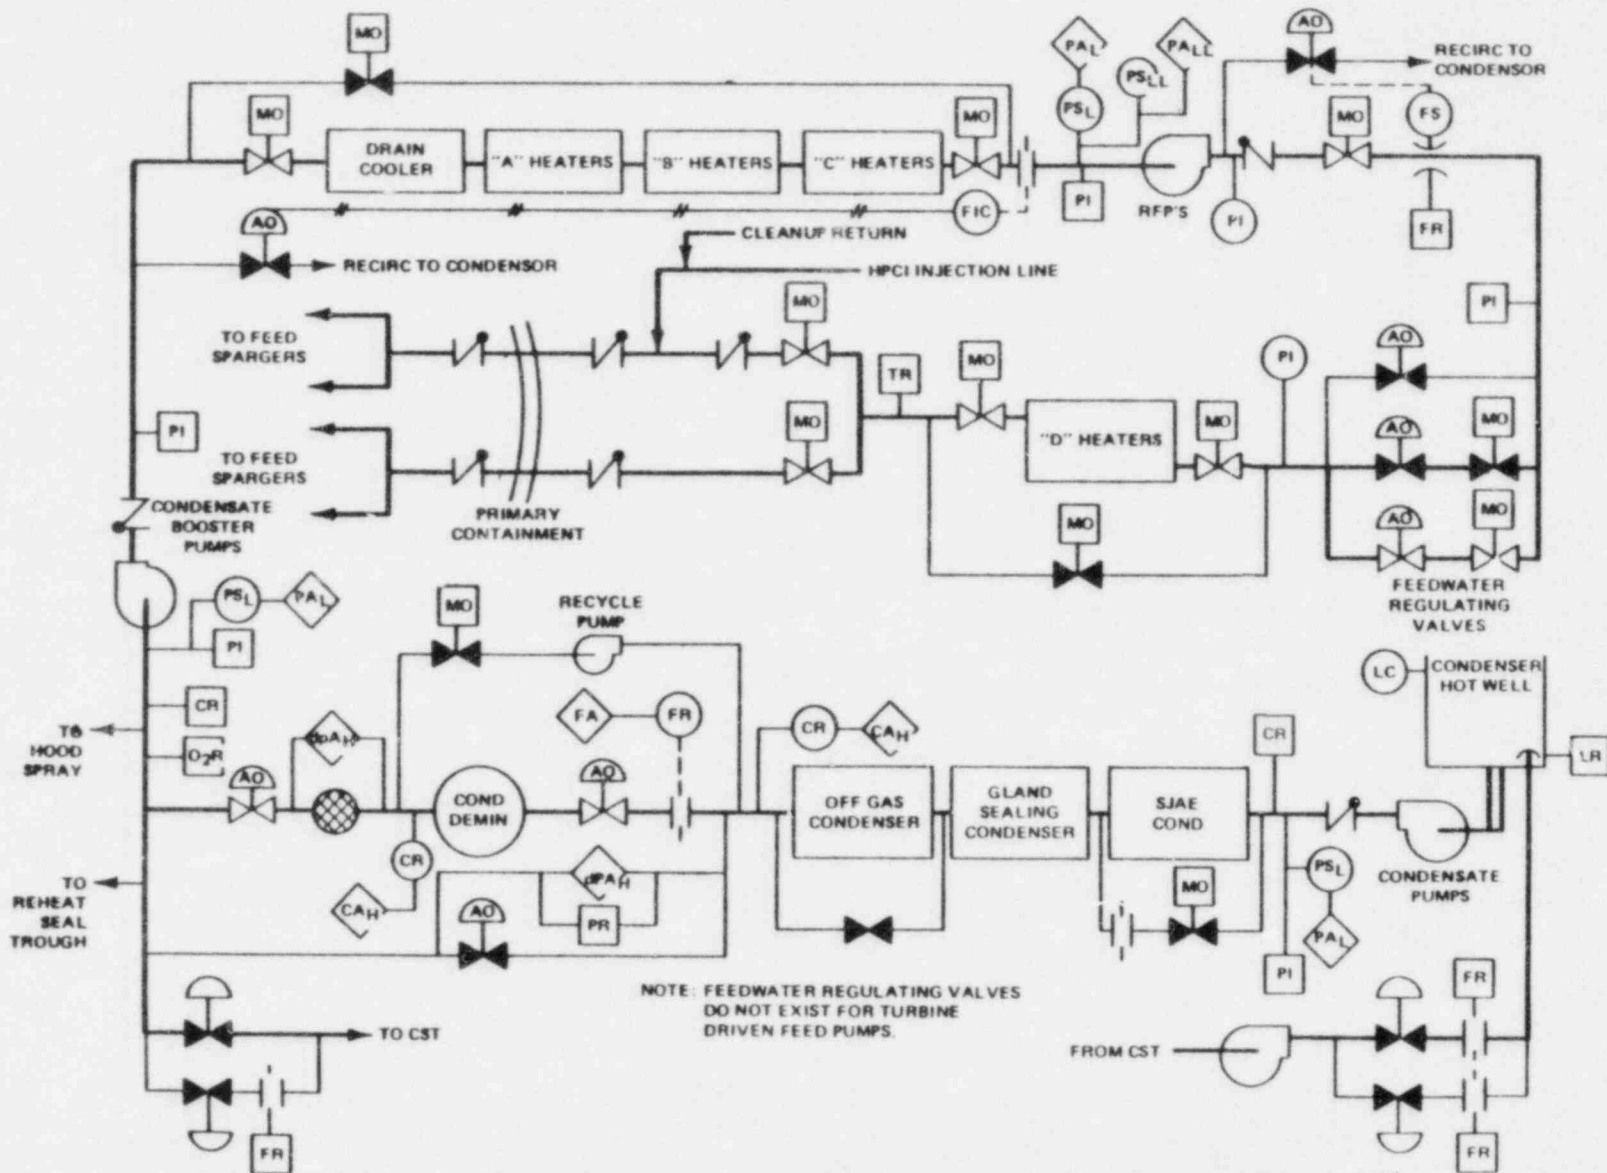 MO
PAL
PALL
AO
RECIRC TO
CONDENSOR
PSLL
PSL
FS
MO
MO
MO
DRAIN
COOLER
"A" HEATERS
"B" HEATERS
"C" HEATERS
PI
RFP'S
PI
FR
AO
FIC
CLEANUP RETURN
RECIRC TO CONDENSOR
HPCI INJECTION LINE
MO
PI
TO FEED
SPARGERS
TR
MO
PI
AO
MO
"D" HEATERS
MO
AO
MO
PI
TO FEED
SPARGERS
CONDENSATE
BOOSTER
PUMPS
PRIMARY
CONTAINMENT
MO
AO
MO
FEEDWATER
REGULATING
VALVES
PSL
PAL
PI
MO
RECYCLE
PUMP
LC
CONDENSER
HOT WELL
CR
FA
FR
CR
CAH
CR
LR
TO
HOOD
SPRAY
O2R
AO
dpAH
COND
DEMIN
AO
OFF GAS
CONDENSER
GLAND
SEALING
CONDENSER
SJAE
COND
CR
CAH
TO
REHEAT
SEAL
TROUGH
dPAH
PR
AO
MO
PSL
PAL
PI
CONDENSATE
PUMPS
NOTE: FEEDWATER REGULATING VALVES
DO NOT EXIST FOR TURBINE
DRIVEN FEED PUMPS.
TO CST
FR
FROM CST
FR
FR